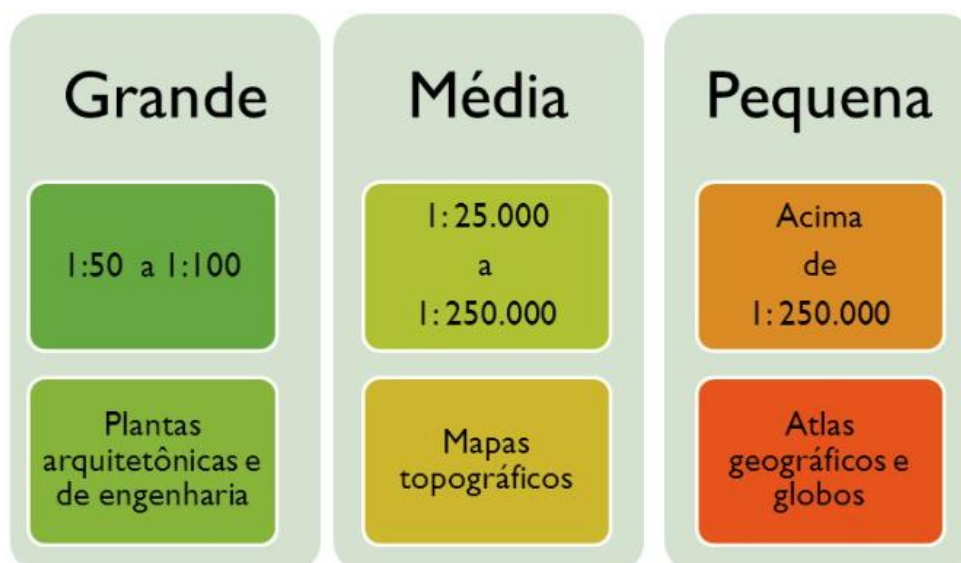 Grande
1:50 a 1:100
Plantas
arquitetônicas e
de engenharia
Média
1: 25.000
a
1: 250.000
Mapas
topográficos
Pequena
Acima
de
1: 250.000
Atlas
geográficos e
globos